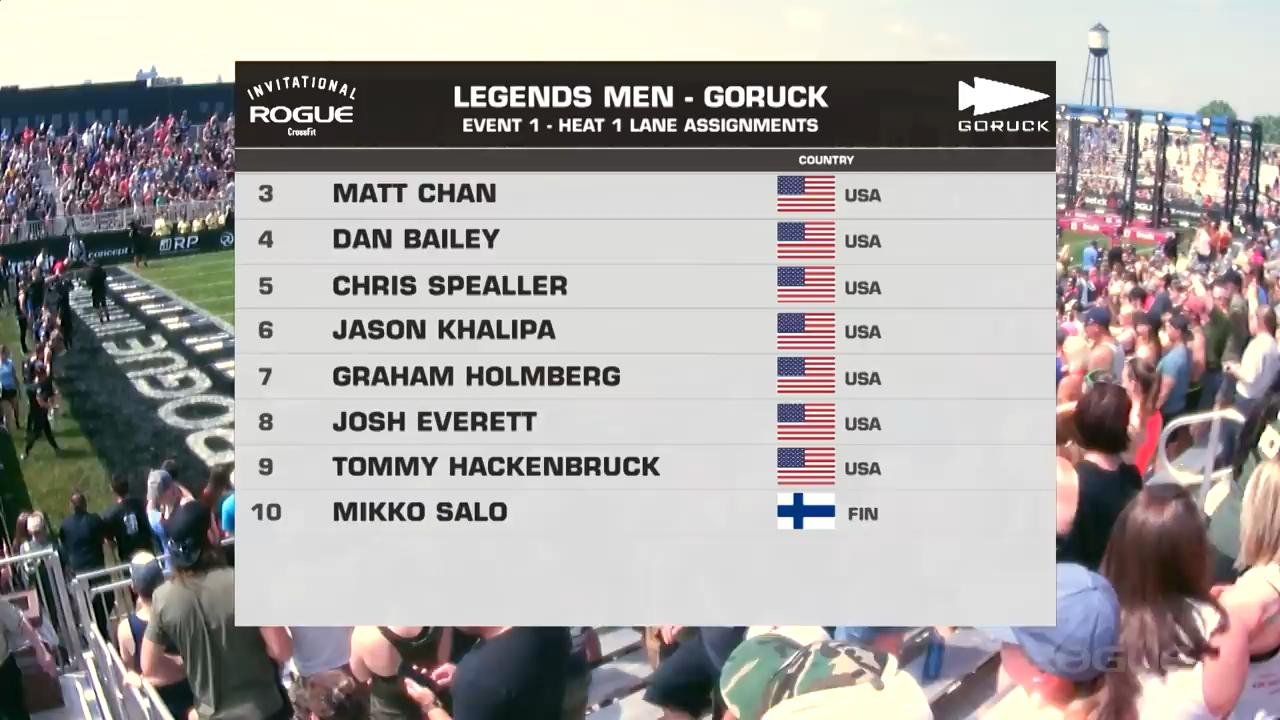 INVITATIONAL
ROGUE
CrossFit
LEGENDS MEN - GORUCK
EVENT 1 - HEAT 1 LANE ASSIGNMENTS
GORUCK
COUNTRY
3 MATT CHAN USA
4 DAN BAILEY USA
5 CHRIS SPEALLER USA
6 JASON KHALIPA USA
7 GRAHAM HOLMBERG USA
8 JOSH EVERETT USA
9 TOMMY HACKENBRUCK USA
10 MIKKO SALO FIN
concept
RP
ROGUE
ROGUE